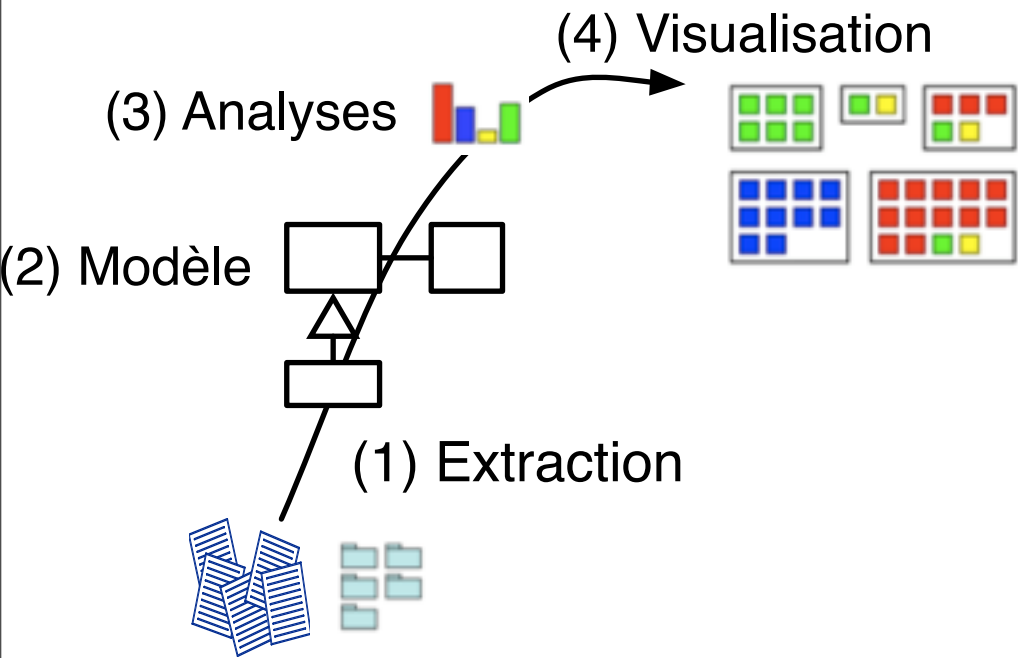 (4) Visualisation
(3) Analyses
(2) Modèle
(1) Extraction